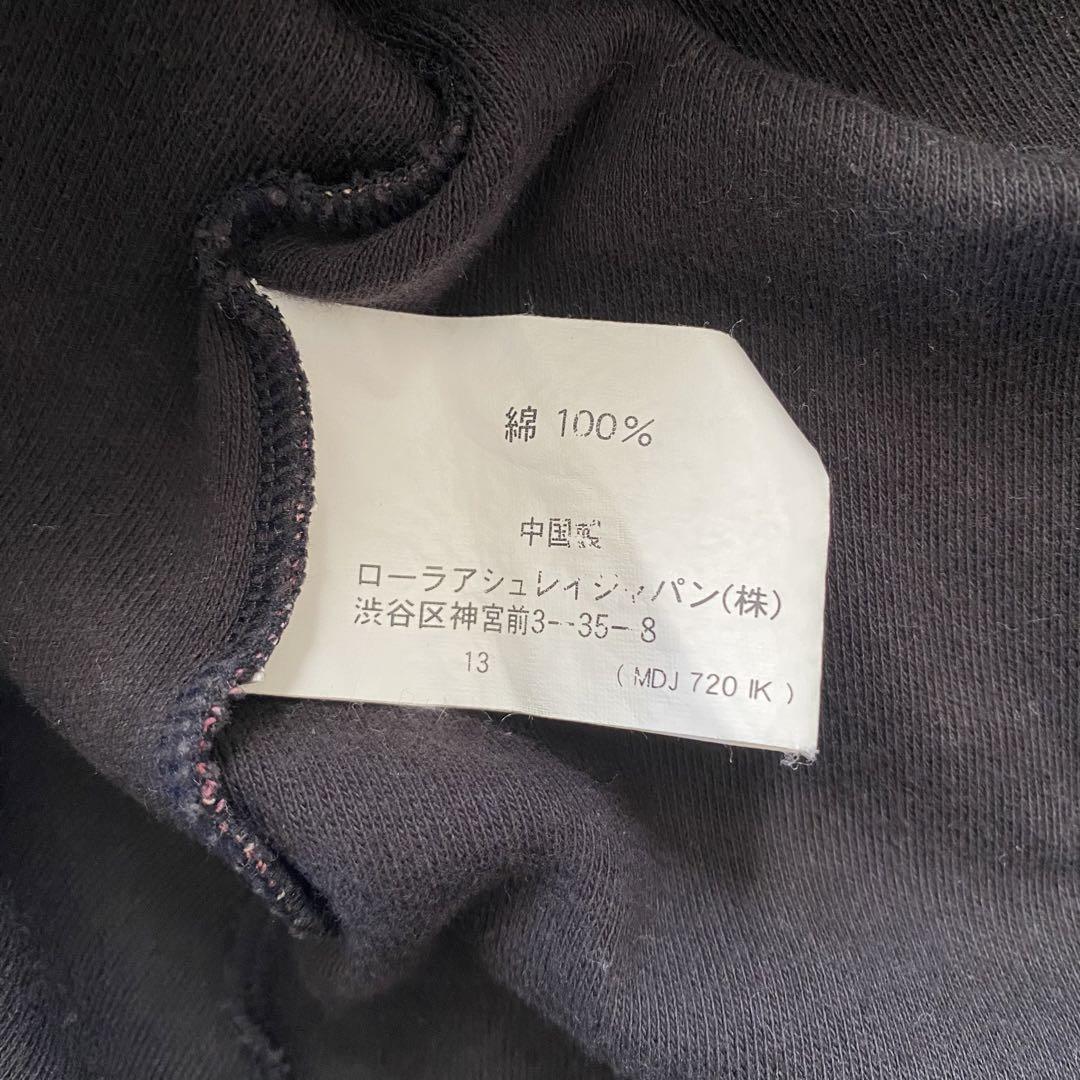 綿 100%
中国製
ローラアシュレイジャパン(株)
渋谷区神宮前3-35-8
13 (MDJ 720 IK)